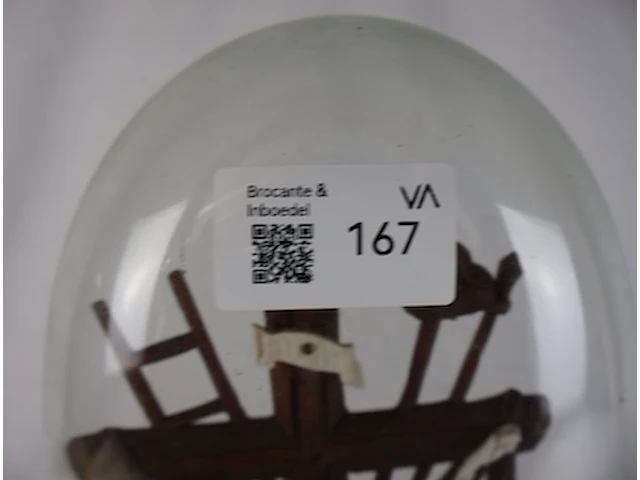 Brocante &
Inboedel
VA
167